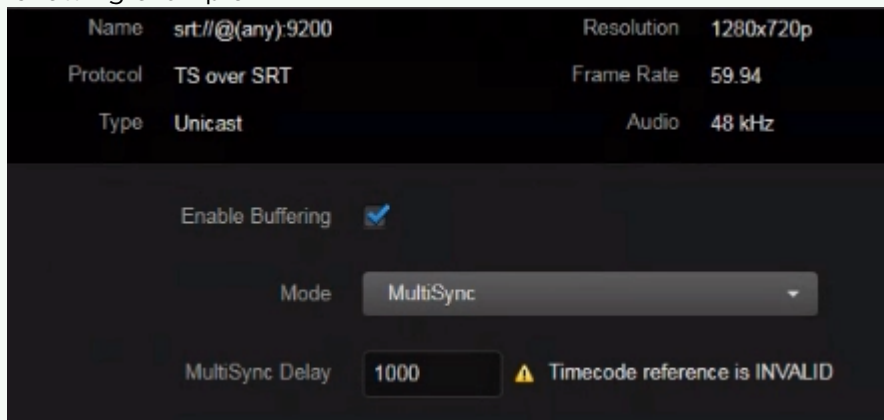 Name srt://@(any):9200 Resolution 1280x720p
Protocol TS over SRT Frame Rate 59.94
Type Unicast Audio 48 kHz
Enable Buffering
Mode MultiSync
MultiSync Delay 1000 Timecode reference is INVALID